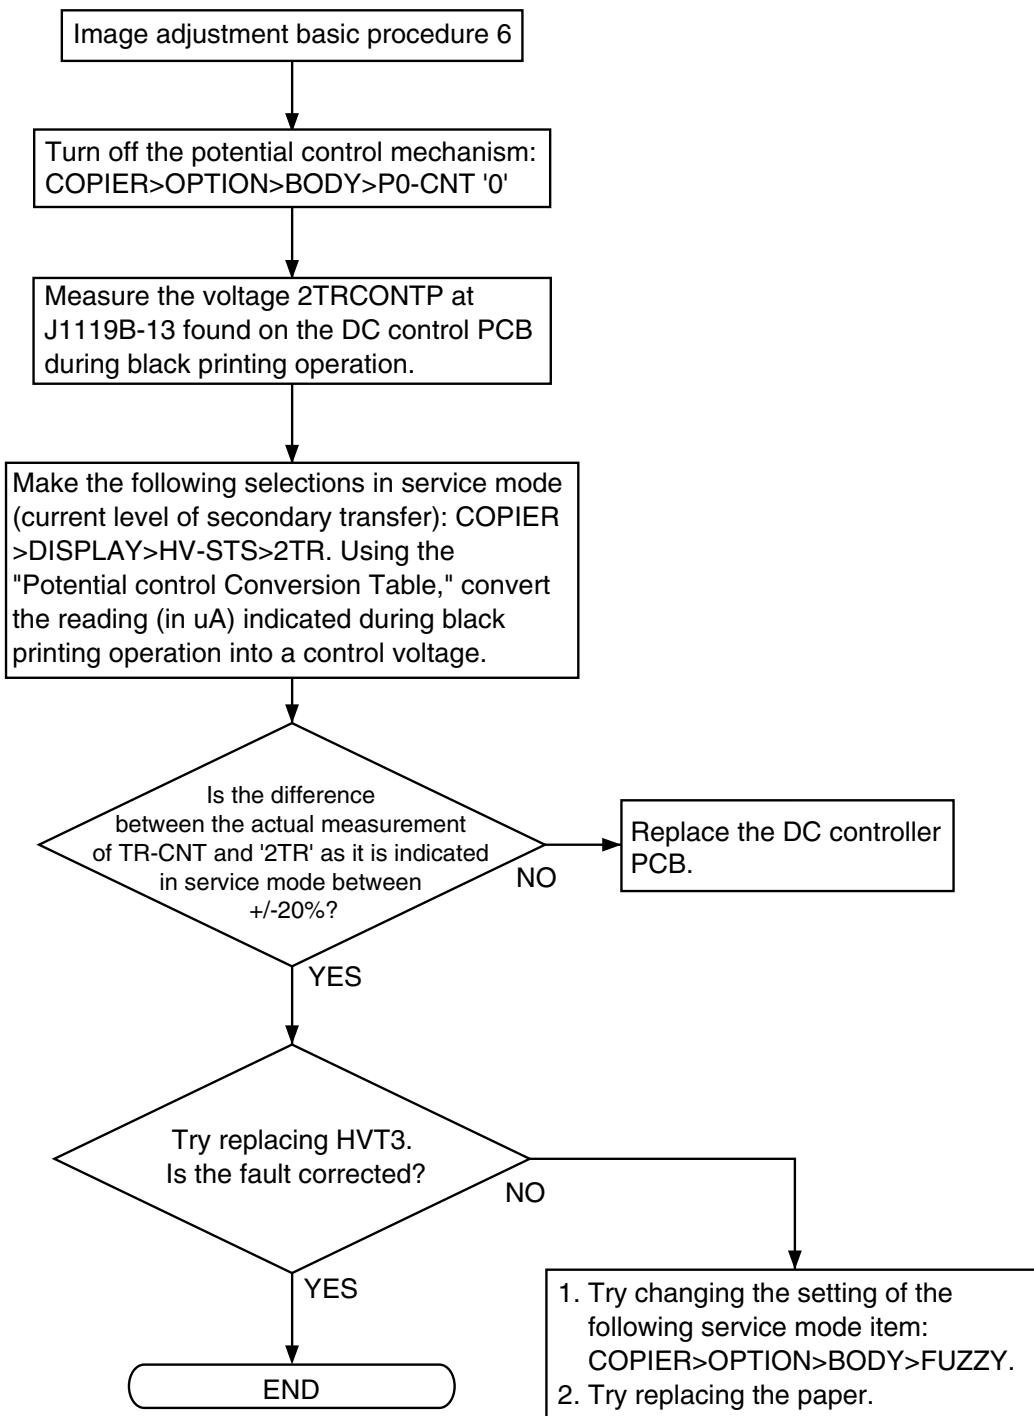 Image adjustment basic procedure 6
Turn off the potential control mechanism:
COPIER>OPTION>BODY>P0-CNT '0'
Measure the voltage 2TRCONTP at
J1119B-13 found on the DC control PCB
during black printing operation.
Make the following selections in service mode
(current level of secondary transfer): COPIER
>DISPLAY>HV-STS>2TR. Using the
"Potential control Conversion Table," convert
the reading (in uA) indicated during black
printing operation into a control voltage.
Is the difference
between the actual measurement
of TR-CNT and '2TR' as it is indicated
in service mode between
+/-20%?
NO
Replace the DC controller
PCB.
YES
Try replacing HVT3.
Is the fault corrected?
NO
YES
1. Try changing the setting of the
following service mode item:
COPIER>OPTION>BODY>FUZZY.
2. Try replacing the paper.
END